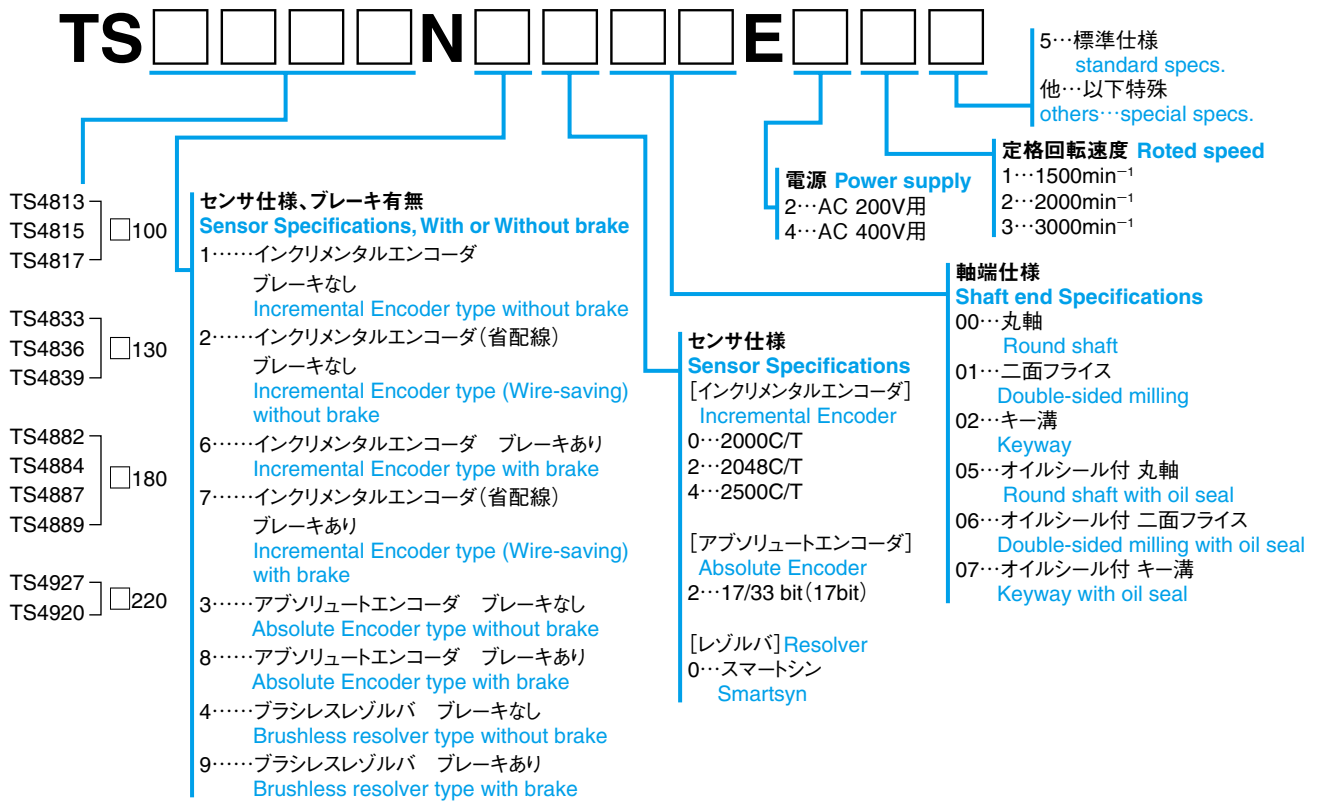 TS□□□□N□□□□E□□□
5…標準仕様
standard specs.
他…以下特殊
others…special specs.
定格回転速度 Roted speed
1…1500min⁻¹
2…2000min⁻¹
3…3000min⁻¹
電源 Power supply
2…AC 200V用
4…AC 400V用
TS4813
TS4815
TS4817
□100
TS4833
TS4836
TS4839
□130
TS4882
TS4884
TS4887
TS4889
□180
TS4927
TS4920
□220
センサ仕様、ブレーキ有無
Sensor Specifications, With or Without brake
1……インクリメンタルエンコーダ
ブレーキなし
Incremental Encoder type without brake
2……インクリメンタルエンコーダ（省配線）
ブレーキなし
Incremental Encoder type (Wire-saving)
without brake
6……インクリメンタルエンコーダ　ブレーキあり
Incremental Encoder type with brake
7……インクリメンタルエンコーダ（省配線）
ブレーキあり
Incremental Encoder type (Wire-saving)
with brake
3……アブソリュートエンコーダ　ブレーキなし
Absolute Encoder type without brake
8……アブソリュートエンコーダ　ブレーキあり
Absolute Encoder type with brake
4……ブラシレスレゾルバ　ブレーキなし
Brushless resolver type without brake
9……ブラシレスレゾルバ　ブレーキあり
Brushless resolver type with brake
センサ仕様
Sensor Specifications
［インクリメンタルエンコーダ］
Incremental Encoder
0…2000C/T
2…2048C/T
4…2500C/T
［アブソリュートエンコーダ］
Absolute Encoder
2…17/33 bit（17bit）
［レゾルバ］Resolver
0…スマートシン
Smartsyn
軸端仕様
Shaft end Specifications
00…丸軸
Round shaft
01…二面フライス
Double-sided milling
02…キー溝
Keyway
05…オイルシール付 丸軸
Round shaft with oil seal
06…オイルシール付 二面フライス
Double-sided milling with oil seal
07…オイルシール付 キー溝
Keyway with oil seal